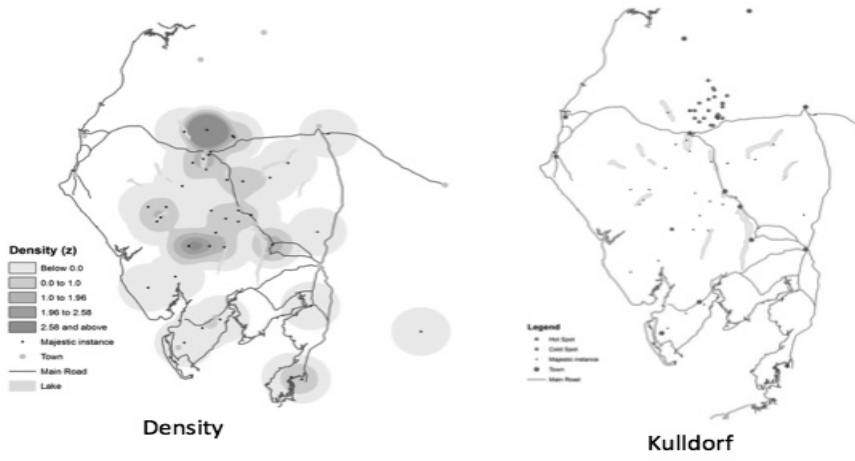 Density (z)
Below 0.0
0.0 to 1.0
1.0 to 1.96
1.96 to 2.58
2.58 and above
Majestic instance
Town
Main Road
Lake
Density
Legend
Hot Spot
Cold Spot
Majestic instance
Town
Main Road
Kulldorf